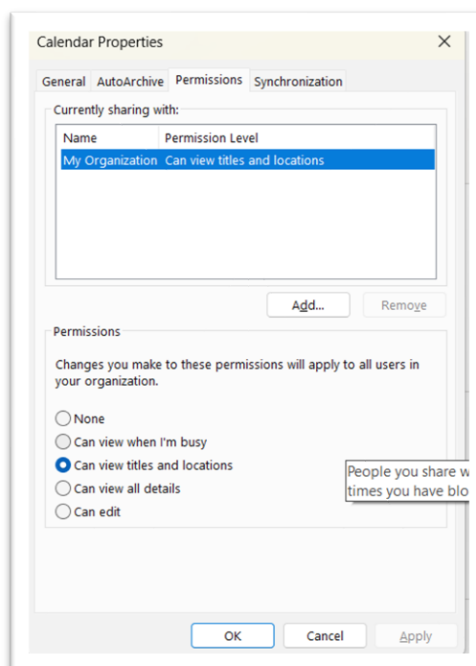 Calendar Properties
General AutoArchive Permissions Synchronization
Currently sharing with:
Name Permission Level
My Organization Can view titles and locations
Add... Remove
Permissions
Changes you make to these permissions will apply to all users in
your organization.
None
Can view when I'm busy
Can view titles and locations
Can view all details
Can edit
People you share w
times you have blo
OK Cancel Apply